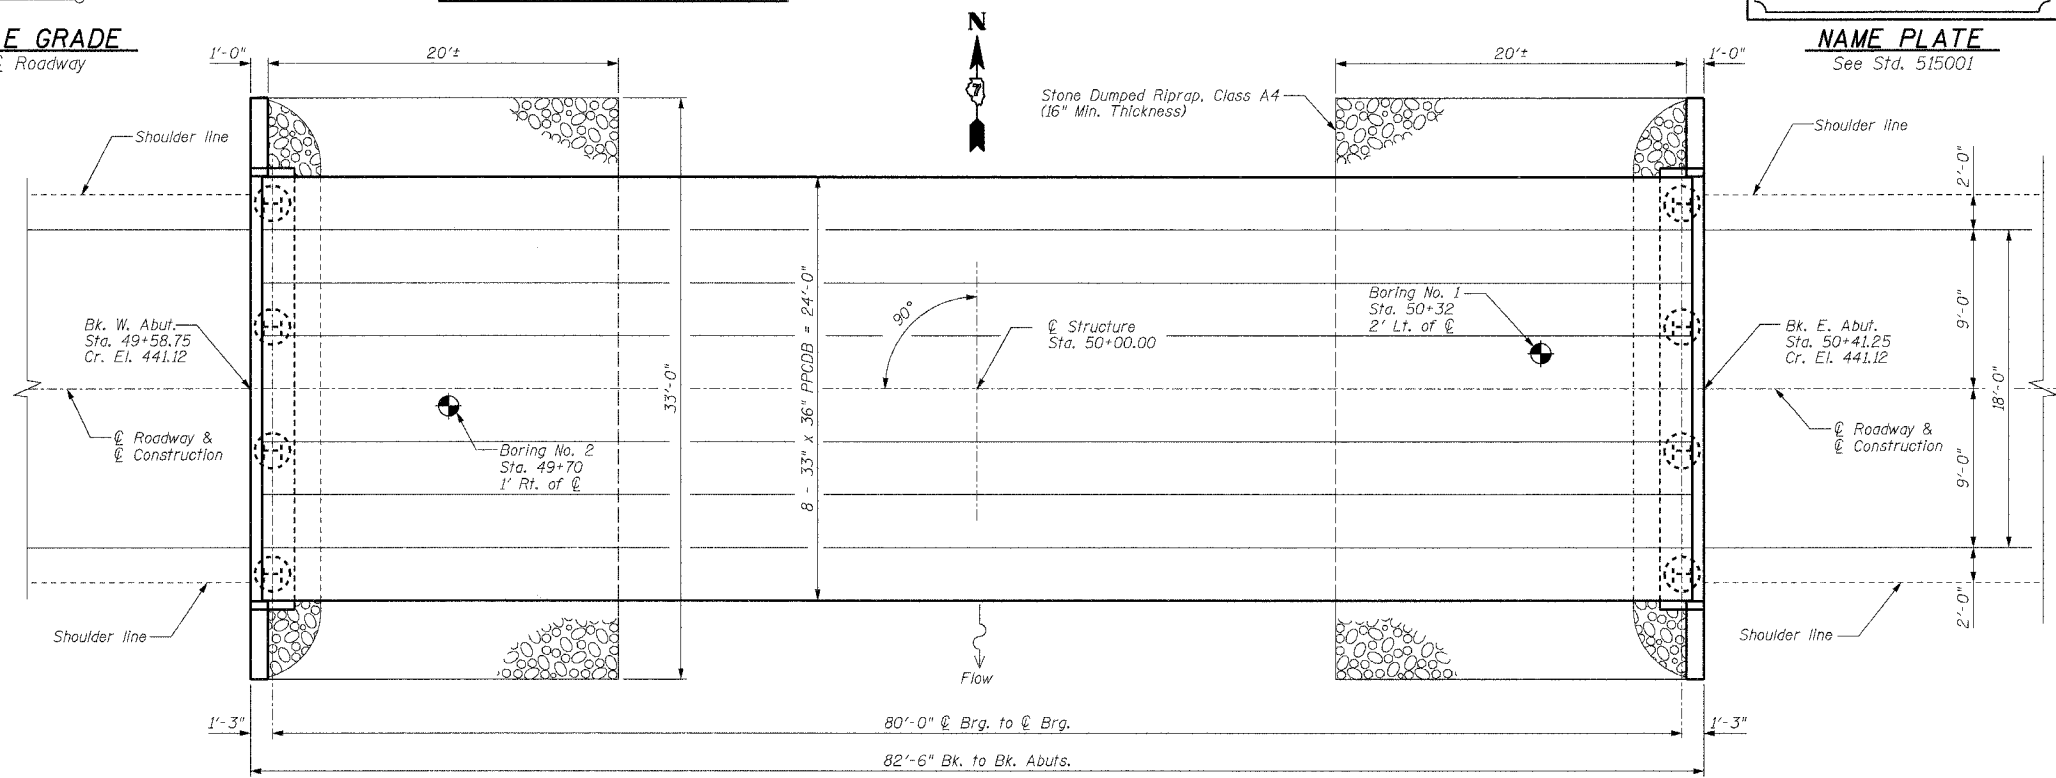 E GRADE
℄ Roadway
N
7
NAME PLATE
See Std. 515001
1'-0"
20'±
20'±
1'-0"
Stone Dumped Riprap, Class A4
(16" Min. Thickness)
Shoulder line
Shoulder line
2'-0"
Bk. W. Abut.
Sta. 49+58.75
Cr. El. 441.12
90°
℄ Structure
Sta. 50+00.00
Boring No. 1
Sta. 50+32
2' Lt. of ℄
Bk. E. Abut.
Sta. 50+41.25
Cr. El. 441.12
9'-0"
8 - 33" x 36" PPCDB = 24'-0"
33'-0"
18'-0"
℄ Roadway &
℄ Construction
Boring No. 2
Sta. 49+70
1' Rt. of ℄
℄ Roadway &
℄ Construction
9'-0"
Shoulder line
Shoulder line
2'-0"
Flow
1'-3"
80'-0" ℄ Brg. to ℄ Brg.
1'-3"
82'-6" Bk. to Bk. Abuts.